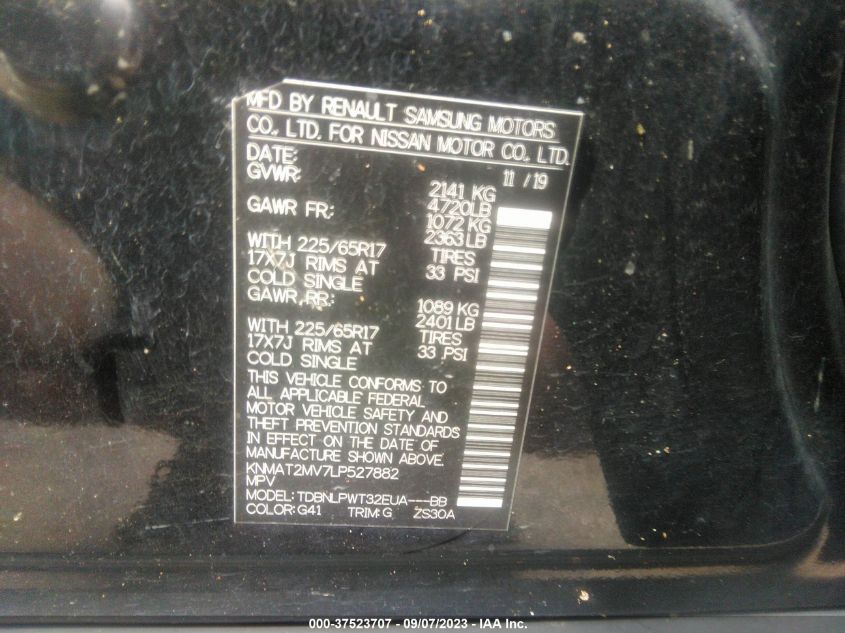 MFD BY RENAULT SAMSUNG MOTORS
CO., LTD. FOR NISSAN MOTOR CO., LTD.
DATE: 11 / 19
GVWR: 2141 KG
4720LB
GAWR FR: 1072 KG
2363 LB
WITH 225/65R17 TIRES
17X7J RIMS AT 33 PSI
COLD SINGLE
GAWR RR: 1089 KG
2401 LB
WITH 225/65R17 TIRES
17X7J RIMS AT 33 PSI
COLD SINGLE
THIS VEHICLE CONFORMS TO
ALL APPLICABLE FEDERAL
MOTOR VEHICLE SAFETY AND
THEFT PREVENTION STANDARDS
IN EFFECT ON THE DATE OF
MANUFACTURE SHOWN ABOVE.
KNMAT2MV7LP527882
MPV
MODEL: TDBNLPWT32EUA---BB
COLOR: G41 TRIM: G ZS30A
000-37523707 - 09/07/2023 - IAA Inc.